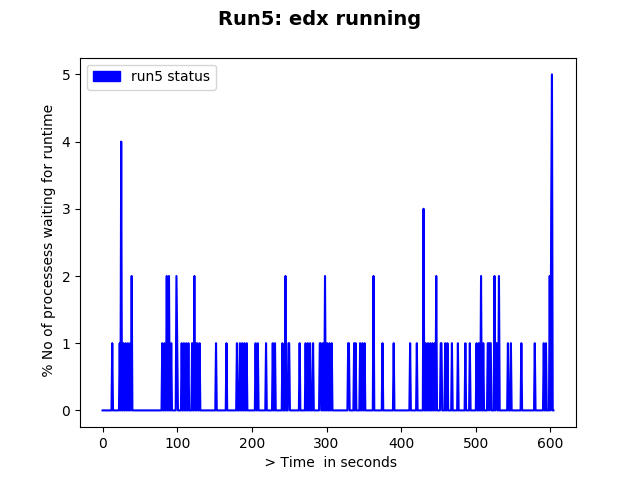 Run5: edx running
run5 status
% No of processess waiting for runtime
5
4
3
2
1
0
0 100 200 300 400 500 600
> Time  in seconds